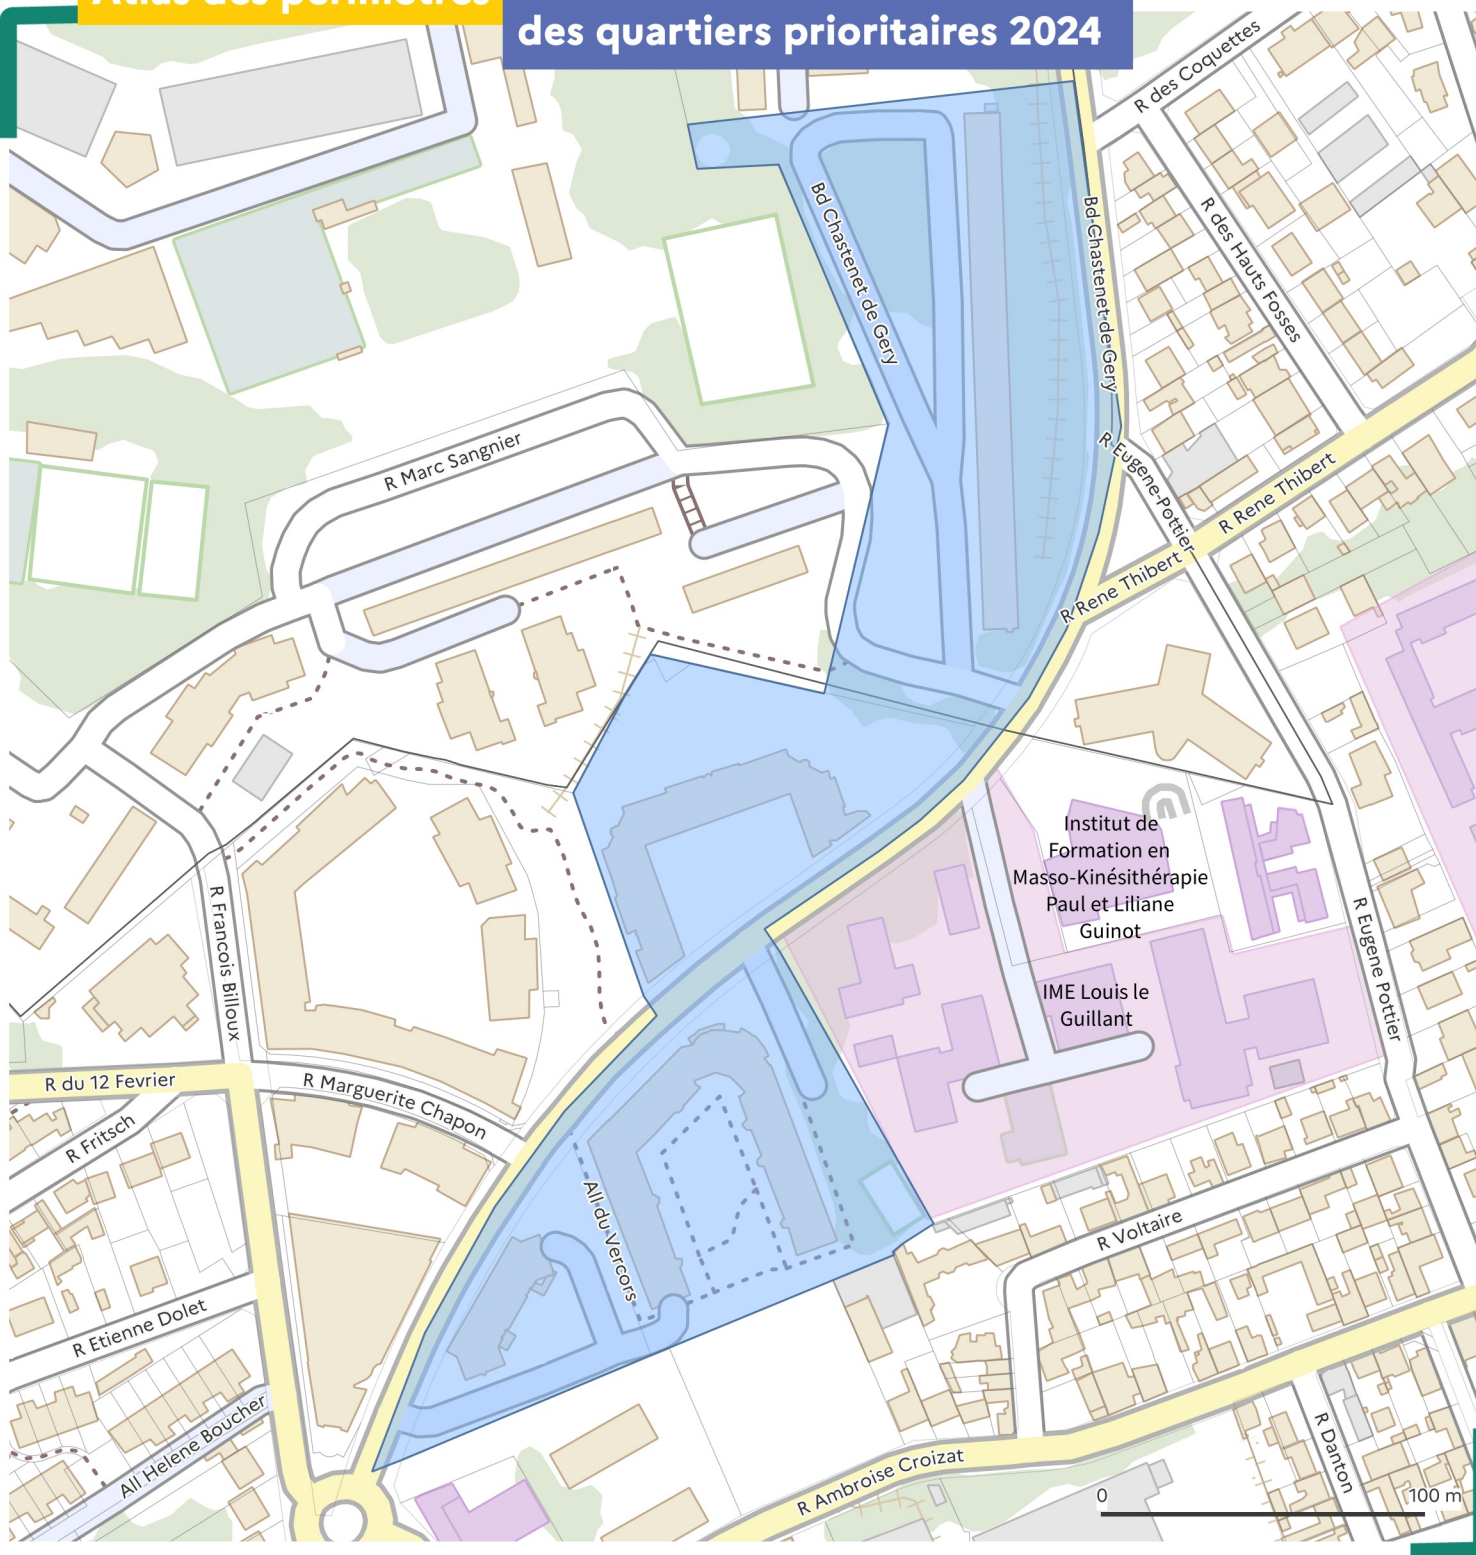 Atlas des périmètres
des quartiers prioritaires 2024
R des Coquettes
R des Hauts Fosses
Bd Chastenet de Gery
Bd Chastenet de Gery
R Marc Sangnier
R Eugene-Pottier
R Rene Thibert
R Rene Thibert
Institut de
Formation en
Masso-Kinésithérapie
Paul et Liliane
Guinot
R Francois Billoux
R Eugene Pottier
IME Louis le
Guillant
R du 12 Fevrier
R Marguerite Chapon
R Fritsch
All du Vercors
R Voltaire
R Etienne Dolet
All Helene Boucher
R Ambroise Croizat
R Danton
0
100 m